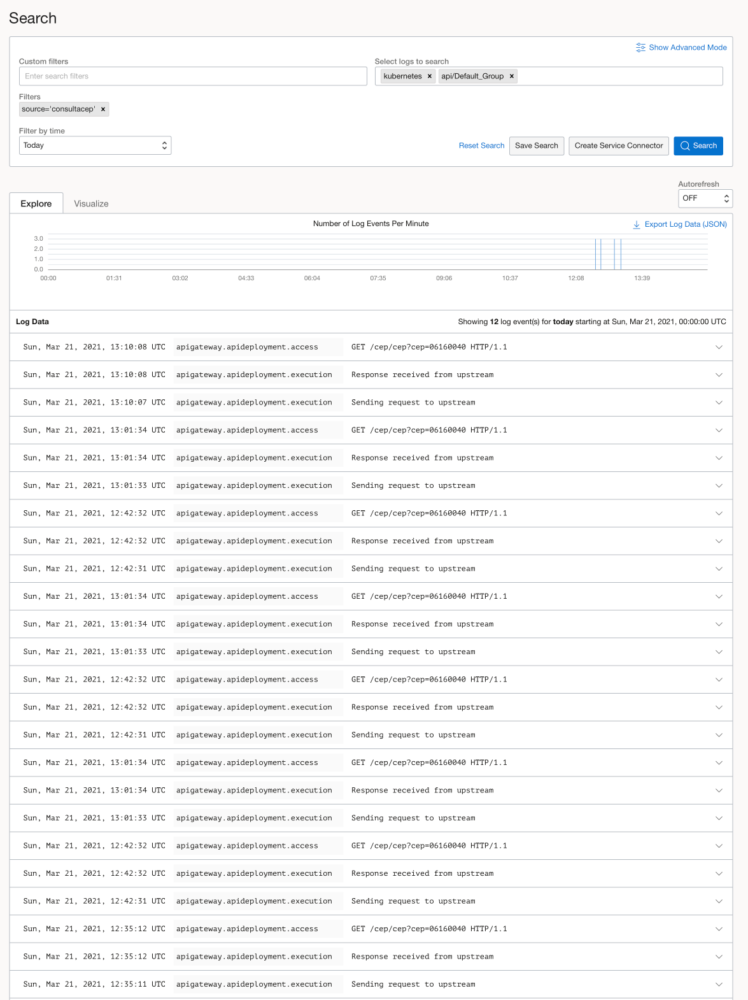 Search
Show Advanced Mode
Custom filters
Select logs to search
Enter search filters
kubernetes × api/Default_Group ×
Filters
source='consultacep' ×
Filter by time
Today
Reset Search Save Search Create Service Connector Search
Autorefresh
OFF
Explore Visualize
Number of Log Events Per Minute
Export Log Data (JSON)
3.0
2.0
1.0
0.0
00:00 01:31 03:02 04:33 06:04 07:35 09:06 10:37 12:08 13:39
Log Data Showing 12 log event(s) for today starting at Sun, Mar 21, 2021, 00:00:00 UTC
Sun, Mar 21, 2021, 13:10:08 UTC apigateway.apideployment.access GET /cep/cep?cep=06160040 HTTP/1.1
Sun, Mar 21, 2021, 13:10:08 UTC apigateway.apideployment.execution Response received from upstream
Sun, Mar 21, 2021, 13:10:07 UTC apigateway.apideployment.execution Sending request to upstream
Sun, Mar 21, 2021, 13:01:34 UTC apigateway.apideployment.access GET /cep/cep?cep=06160040 HTTP/1.1
Sun, Mar 21, 2021, 13:01:34 UTC apigateway.apideployment.execution Response received from upstream
Sun, Mar 21, 2021, 13:01:33 UTC apigateway.apideployment.execution Sending request to upstream
Sun, Mar 21, 2021, 12:42:32 UTC apigateway.apideployment.access GET /cep/cep?cep=06160040 HTTP/1.1
Sun, Mar 21, 2021, 12:42:32 UTC apigateway.apideployment.execution Response received from upstream
Sun, Mar 21, 2021, 12:42:31 UTC apigateway.apideployment.execution Sending request to upstream
Sun, Mar 21, 2021, 13:01:34 UTC apigateway.apideployment.access GET /cep/cep?cep=06160040 HTTP/1.1
Sun, Mar 21, 2021, 13:01:34 UTC apigateway.apideployment.execution Response received from upstream
Sun, Mar 21, 2021, 13:01:33 UTC apigateway.apideployment.execution Sending request to upstream
Sun, Mar 21, 2021, 12:42:32 UTC apigateway.apideployment.access GET /cep/cep?cep=06160040 HTTP/1.1
Sun, Mar 21, 2021, 12:42:32 UTC apigateway.apideployment.execution Response received from upstream
Sun, Mar 21, 2021, 12:42:31 UTC apigateway.apideployment.execution Sending request to upstream
Sun, Mar 21, 2021, 13:01:34 UTC apigateway.apideployment.access GET /cep/cep?cep=06160040 HTTP/1.1
Sun, Mar 21, 2021, 13:01:34 UTC apigateway.apideployment.execution Response received from upstream
Sun, Mar 21, 2021, 13:01:33 UTC apigateway.apideployment.execution Sending request to upstream
Sun, Mar 21, 2021, 12:42:32 UTC apigateway.apideployment.access GET /cep/cep?cep=06160040 HTTP/1.1
Sun, Mar 21, 2021, 12:42:32 UTC apigateway.apideployment.execution Response received from upstream
Sun, Mar 21, 2021, 12:42:31 UTC apigateway.apideployment.execution Sending request to upstream
Sun, Mar 21, 2021, 12:35:12 UTC apigateway.apideployment.access GET /cep/cep?cep=06160040 HTTP/1.1
Sun, Mar 21, 2021, 12:35:12 UTC apigateway.apideployment.execution Response received from upstream
Sun, Mar 21, 2021, 12:35:11 UTC apigateway.apideployment.execution Sending request to upstream